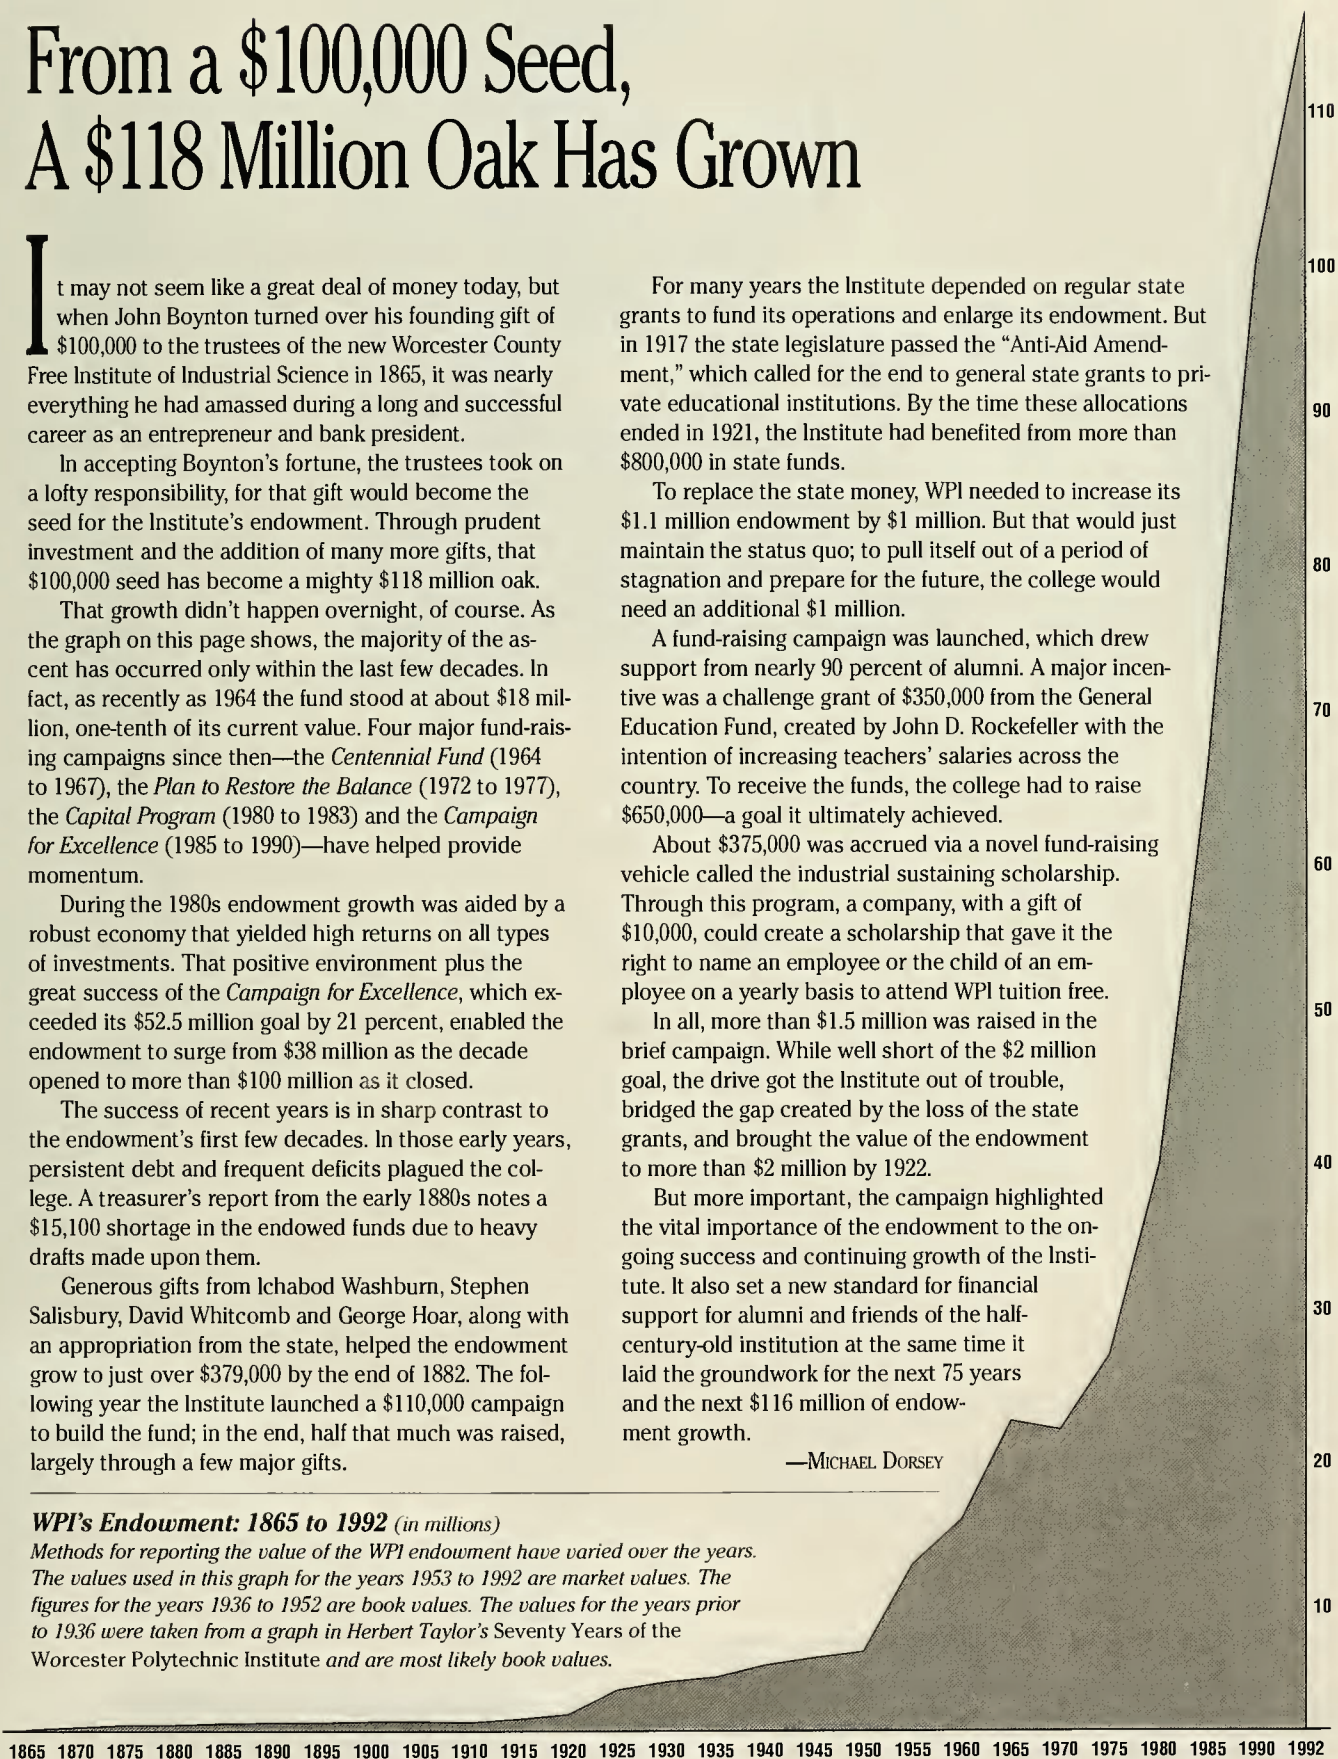 From a $100,000 Seed,
A $118 Million Oak Has Grown
It may not seem like a great deal of money today, but
when John Boynton turned over his founding gift of
$100,000 to the trustees of the new Worcester County
Free Institute of Industrial Science in 1865, it was nearly
everything he had amassed during a long and successful
career as an entrepreneur and bank president.
In accepting Boynton's fortune, the trustees took on
a lofty responsibility, for that gift would become the
seed for the Institute's endowment. Through prudent
investment and the addition of many more gifts, that
$100,000 seed has become a mighty $118 million oak.
That growth didn't happen overnight, of course. As
the graph on this page shows, the majority of the as-
cent has occurred only within the last few decades. In
fact, as recently as 1964 the fund stood at about $18 mil-
lion, one-tenth of its current value. Four major fund-rais-
ing campaigns since then—the Centennial Fund (1964
to 1967), the Plan to Restore the Balance (1972 to 1977),
the Capital Program (1980 to 1983) and the Campaign
for Excellence (1985 to 1990)—have helped provide
momentum.
During the 1980s endowment growth was aided by a
robust economy that yielded high returns on all types
of investments. That positive environment plus the
great success of the Campaign for Excellence, which ex-
ceeded its $52.5 million goal by 21 percent, enabled the
endowment to surge from $38 million as the decade
opened to more than $100 million as it closed.
The success of recent years is in sharp contrast to
the endowment's first few decades. In those early years,
persistent debt and frequent deficits plagued the col-
lege. A treasurer's report from the early 1880s notes a
$15,100 shortage in the endowed funds due to heavy
drafts made upon them.
Generous gifts from Ichabod Washburn, Stephen
Salisbury, David Whitcomb and George Hoar, along with
an appropriation from the state, helped the endowment
grow to just over $379,000 by the end of 1882. The fol-
lowing year the Institute launched a $110,000 campaign
to build the fund; in the end, half that much was raised,
largely through a few major gifts.
For many years the Institute depended on regular state
grants to fund its operations and enlarge its endowment. But
in 1917 the state legislature passed the “Anti-Aid Amend-
ment,” which called for the end to general state grants to pri-
vate educational institutions. By the time these allocations
ended in 1921, the Institute had benefited from more than
$800,000 in state funds.
To replace the state money, WPI needed to increase its
$1.1 million endowment by $1 million. But that would just
maintain the status quo; to pull itself out of a period of
stagnation and prepare for the future, the college would
need an additional $1 million.
A fund-raising campaign was launched, which drew
support from nearly 90 percent of alumni. A major incen-
tive was a challenge grant of $350,000 from the General
Education Fund, created by John D. Rockefeller with the
intention of increasing teachers' salaries across the
country. To receive the funds, the college had to raise
$650,000—a goal it ultimately achieved.
About $375,000 was accrued via a novel fund-raising
vehicle called the industrial sustaining scholarship.
Through this program, a company, with a gift of
$10,000, could create a scholarship that gave it the
right to name an employee or the child of an em-
ployee on a yearly basis to attend WPI tuition free.
In all, more than $1.5 million was raised in the
brief campaign. While well short of the $2 million
goal, the drive got the Institute out of trouble,
bridged the gap created by the loss of the state
grants, and brought the value of the endowment
to more than $2 million by 1922.
But more important, the campaign highlighted
the vital importance of the endowment to the on-
going success and continuing growth of the Insti-
tute. It also set a new standard for financial
support for alumni and friends of the half-
century-old institution at the same time it
laid the groundwork for the next 75 years
and the next $116 million of endow-
ment growth.
—MICHAEL DORSEY
WPI's Endowment: 1865 to 1992 (in millions)
Methods for reporting the value of the WPI endowment have varied over the years.
The values used in this graph for the years 1953 to 1992 are market values. The
figures for the years 1936 to 1952 are book values. The values for the years prior
to 1936 were taken from a graph in Herbert Taylor's Seventy Years of the
Worcester Polytechnic Institute and are most likely book values.
110
100
90
80
70
60
50
40
30
20
10
1865 1870 1875 1880 1885 1890 1895 1900 1905 1910 1915 1920 1925 1930 1935 1940 1945 1950 1955 1960 1965 1970 1975 1980 1985 1990 1992